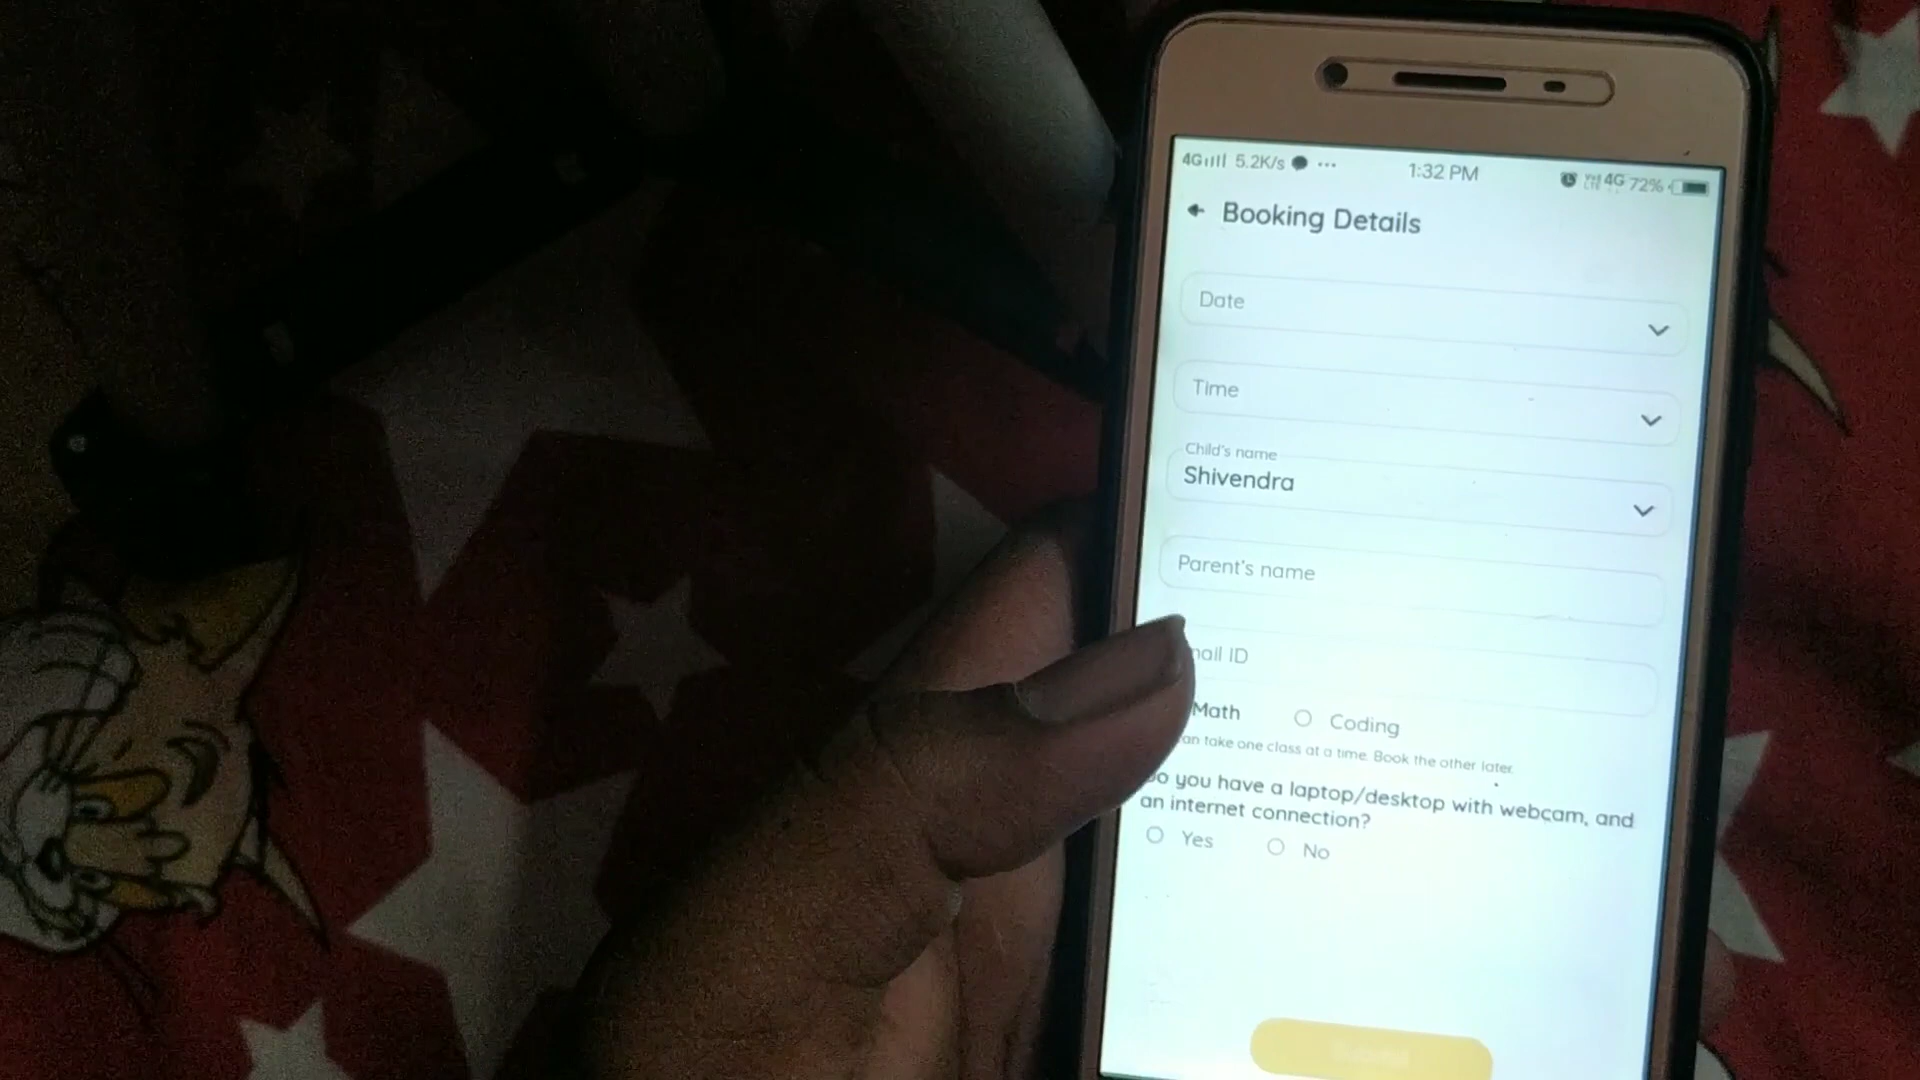 4G 5.2K/s ... 1:32 PM 4G 72%
Booking Details
Date
Time
Child's name
Shivendra
Parent's name
ail ID
Math Coding
an take one class at a time. Book the other later.
o you have a laptop/desktop with webcam, and
an internet connection?
Yes No